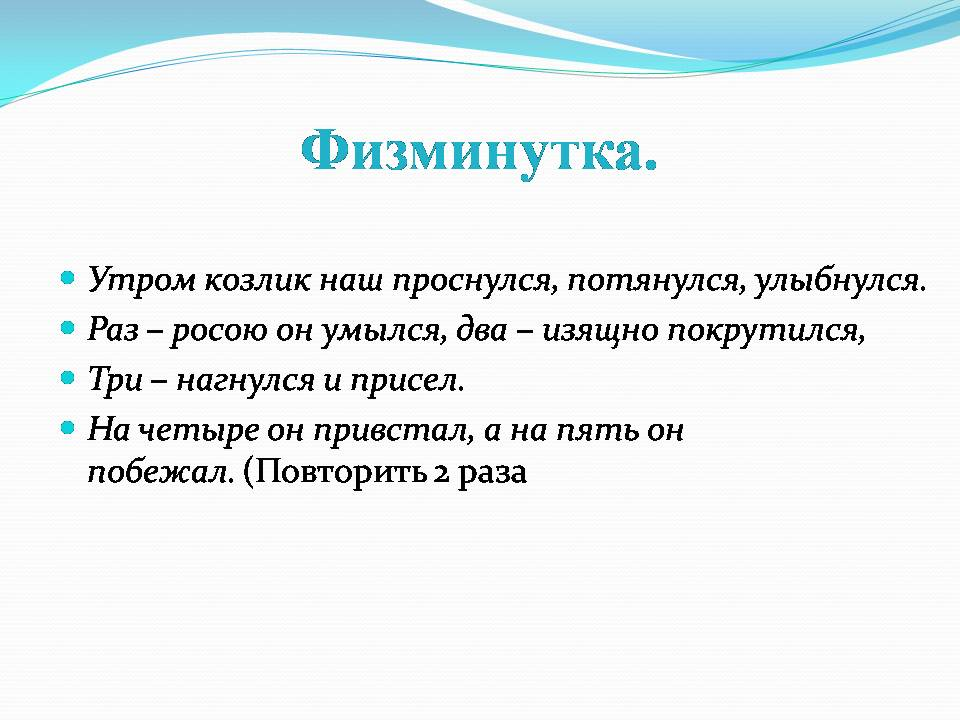 Физминутка.
Утром козлик наш проснулся, потянулся, улыбнулся.
Раз – росою он умылся, два – изящно покрутился,
Три – нагнулся и присел.
На четыре он привстал, а на пять он
побежал. (Повторить 2 раза